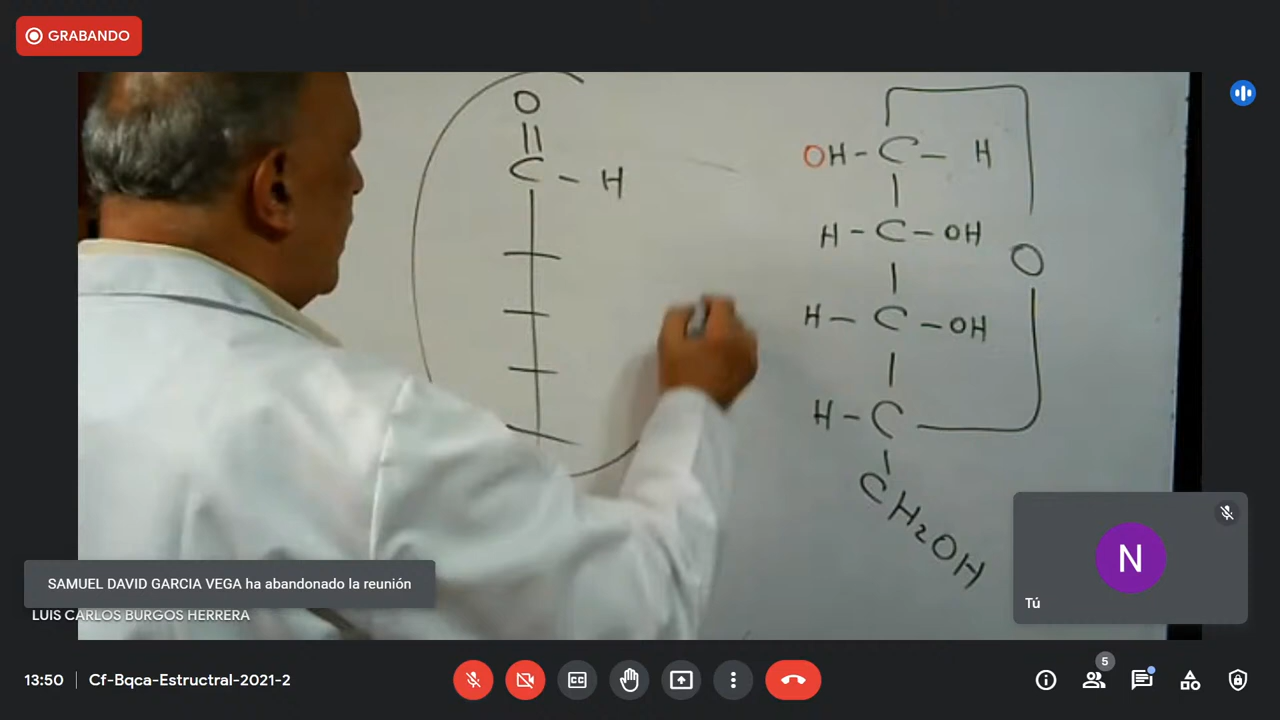 GRABANDO
O
C - H
OH - C - H
H - C - OH
O
H - C - OH
H - C
CH₂OH
N
Tú
SAMUEL DAVID GARCIA VEGA ha abandonado la reunión
LUIS CARLOS BURGOS HERRERA
13:50 | Cf-Bqca-Estructral-2021-2
5